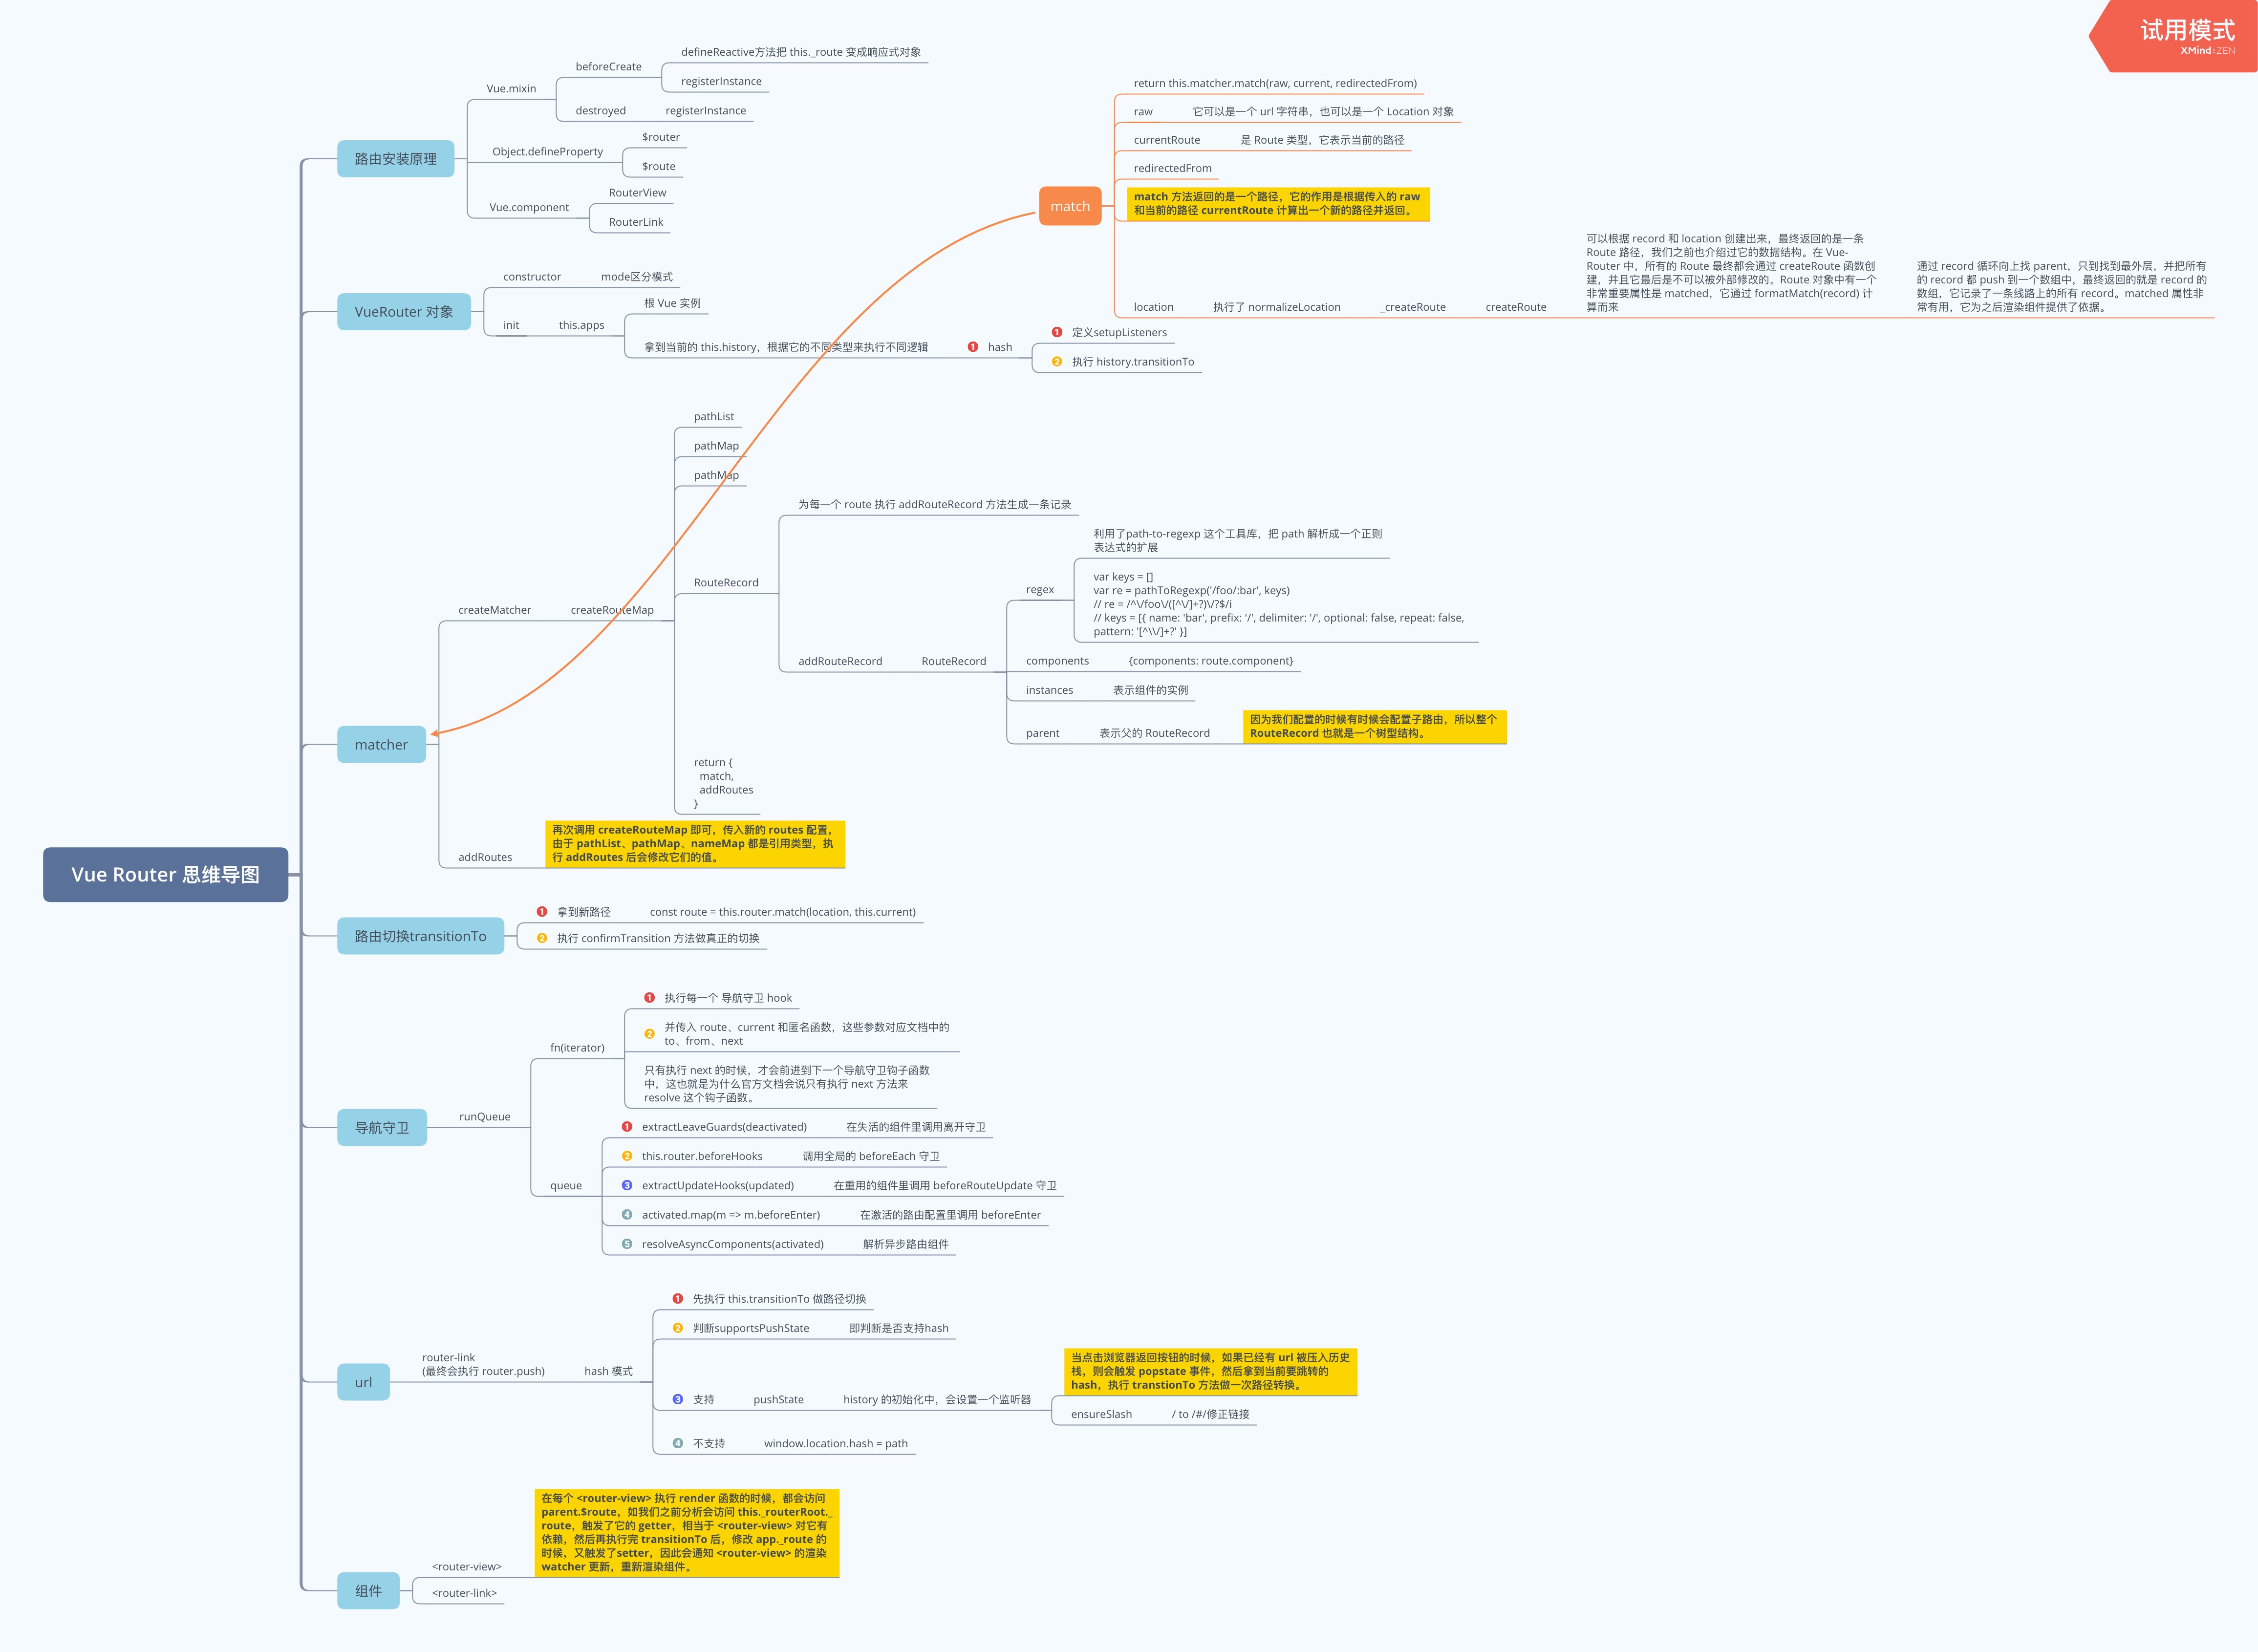 试用模式
XMind:ZEN
Vue Router 思维导图
路由安装原理
Vue.mixin
beforeCreate
defineReactive方法把 this._route 变成响应式对象
registerInstance
destroyed
registerInstance
Object.defineProperty
$router
$route
Vue.component
RouterView
RouterLink
match
return this.matcher.match(raw, current, redirectedFrom)
raw
它可以是一个 url 字符串，也可以是一个 Location 对象
currentRoute
是 Route 类型，它表示当前的路径
redirectedFrom
match 方法返回的是一个路径，它的作用是根据传入的 raw
和当前的路径 currentRoute 计算出一个新的路径并返回。
location
执行了 normalizeLocation
_createRoute
createRoute
可以根据 record 和 location 创建出来，最终返回的是一条
Route 路径，我们之前也介绍过它的数据结构。在 Vue-
Router 中，所有的 Route 最终都会通过 createRoute 函数创
建，并且它最后是不可以被外部修改的。Route 对象中有一个
非常重要属性是 matched，它通过 formatMatch(record) 计
算而来
通过 record 循环向上找 parent，只到找到最外层，并把所有
的 record 都 push 到一个数组中，最终返回的就是 record 的
数组，它记录了一条线路上的所有 record。matched 属性非
常有用，它为之后渲染组件提供了依据。
VueRouter 对象
constructor
mode区分模式
init
this.apps
根 Vue 实例
拿到当前的 this.history，根据它的不同类型来执行不同逻辑
1 hash
1 定义setupListeners
2 执行 history.transitionTo
matcher
createMatcher
createRouteMap
pathList
pathMap
pathMap
RouteRecord
为每一个 route 执行 addRouteRecord 方法生成一条记录
addRouteRecord
RouteRecord
regex
利用了path-to-regexp 这个工具库，把 path 解析成一个正则
表达式的扩展
var keys = []
var re = pathToRegexp('/foo/:bar', keys)
// re = /^\/foo\/([^\/]+?)\/?$/i
// keys = [{ name: 'bar', prefix: '/', delimiter: '/', optional: false, repeat: false,
pattern: '[^\\/]+?' }]
components
{components: route.component}
instances
表示组件的实例
parent
表示父的 RouteRecord
因为我们配置的时候有时候会配置子路由，所以整个
RouteRecord 也就是一个树型结构。
return {
match,
addRoutes
}
addRoutes
再次调用 createRouteMap 即可，传入新的 routes 配置，
由于 pathList、pathMap、nameMap 都是引用类型，执
行 addRoutes 后会修改它们的值。
路由切换transitionTo
1 拿到新路径
const route = this.router.match(location, this.current)
2 执行 confirmTransition 方法做真正的切换
导航守卫
runQueue
fn(iterator)
1 执行每一个 导航守卫 hook
2 并传入 route、current 和匿名函数，这些参数对应文档中的
to、from、next
只有执行 next 的时候，才会前进到下一个导航守卫钩子函数
中，这也就是为什么官方文档会说只有执行 next 方法来
resolve 这个钩子函数。
queue
1 extractLeaveGuards(deactivated)
在失活的组件里调用离开守卫
2 this.router.beforeHooks
调用全局的 beforeEach 守卫
3 extractUpdateHooks(updated)
在重用的组件里调用 beforeRouteUpdate 守卫
4 activated.map(m => m.beforeEnter)
在激活的路由配置里调用 beforeEnter
5 resolveAsyncComponents(activated)
解析异步路由组件
url
router-link
(最终会执行 router.push)
hash 模式
1 先执行 this.transitionTo 做路径切换
2 判断supportsPushState
即判断是否支持hash
3 支持
pushState
history 的初始化中，会设置一个监听器
当点击浏览器返回按钮的时候，如果已经有 url 被压入历史
栈，则会触发 popstate 事件，然后拿到当前要跳转的
hash，执行 transtionTo 方法做一次路径转换。
ensureSlash
/ to /#/修正链接
4 不支持
window.location.hash = path
组件
<router-view>
在每个 <router-view> 执行 render 函数的时候，都会访问
parent.$route，如我们之前分析会访问 this._routerRoot._
route，触发了它的 getter，相当于 <router-view> 对它有
依赖，然后再执行完 transitionTo 后，修改 app._route 的
时候，又触发了setter，因此会通知 <router-view> 的渲染
watcher 更新，重新渲染组件。
<router-link>